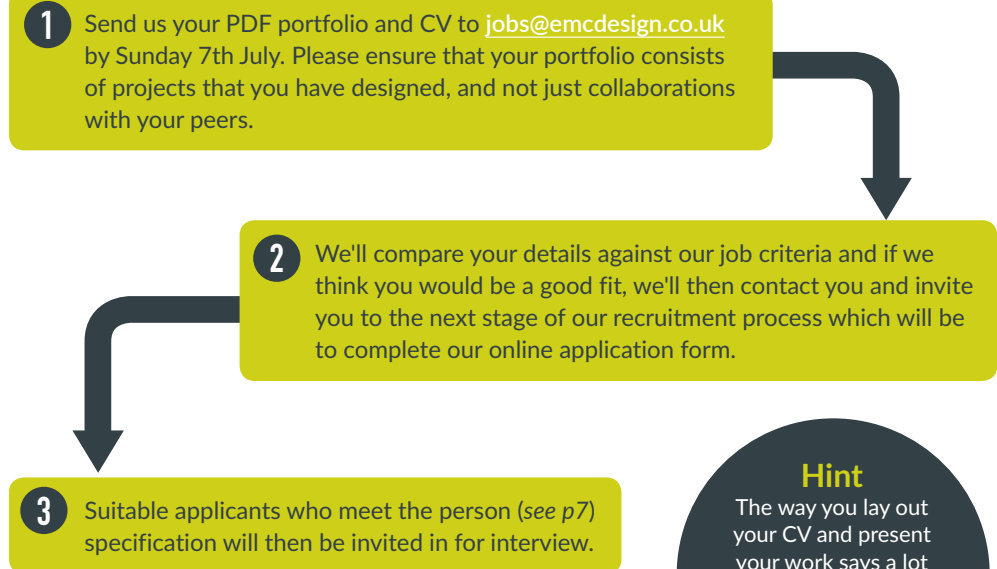 1
Send us your PDF portfolio and CV to jobs@emcdesign.co.uk
by Sunday 7th July. Please ensure that your portfolio consists
of projects that you have designed, and not just collaborations
with your peers.
2
We'll compare your details against our job criteria and if we
think you would be a good fit, we'll then contact you and invite
you to the next stage of our recruitment process which will be
to complete our online application form.
3
Suitable applicants who meet the person (see p7)
specification will then be invited in for interview.
Hint
The way you lay out
your CV and present
your work says a lot